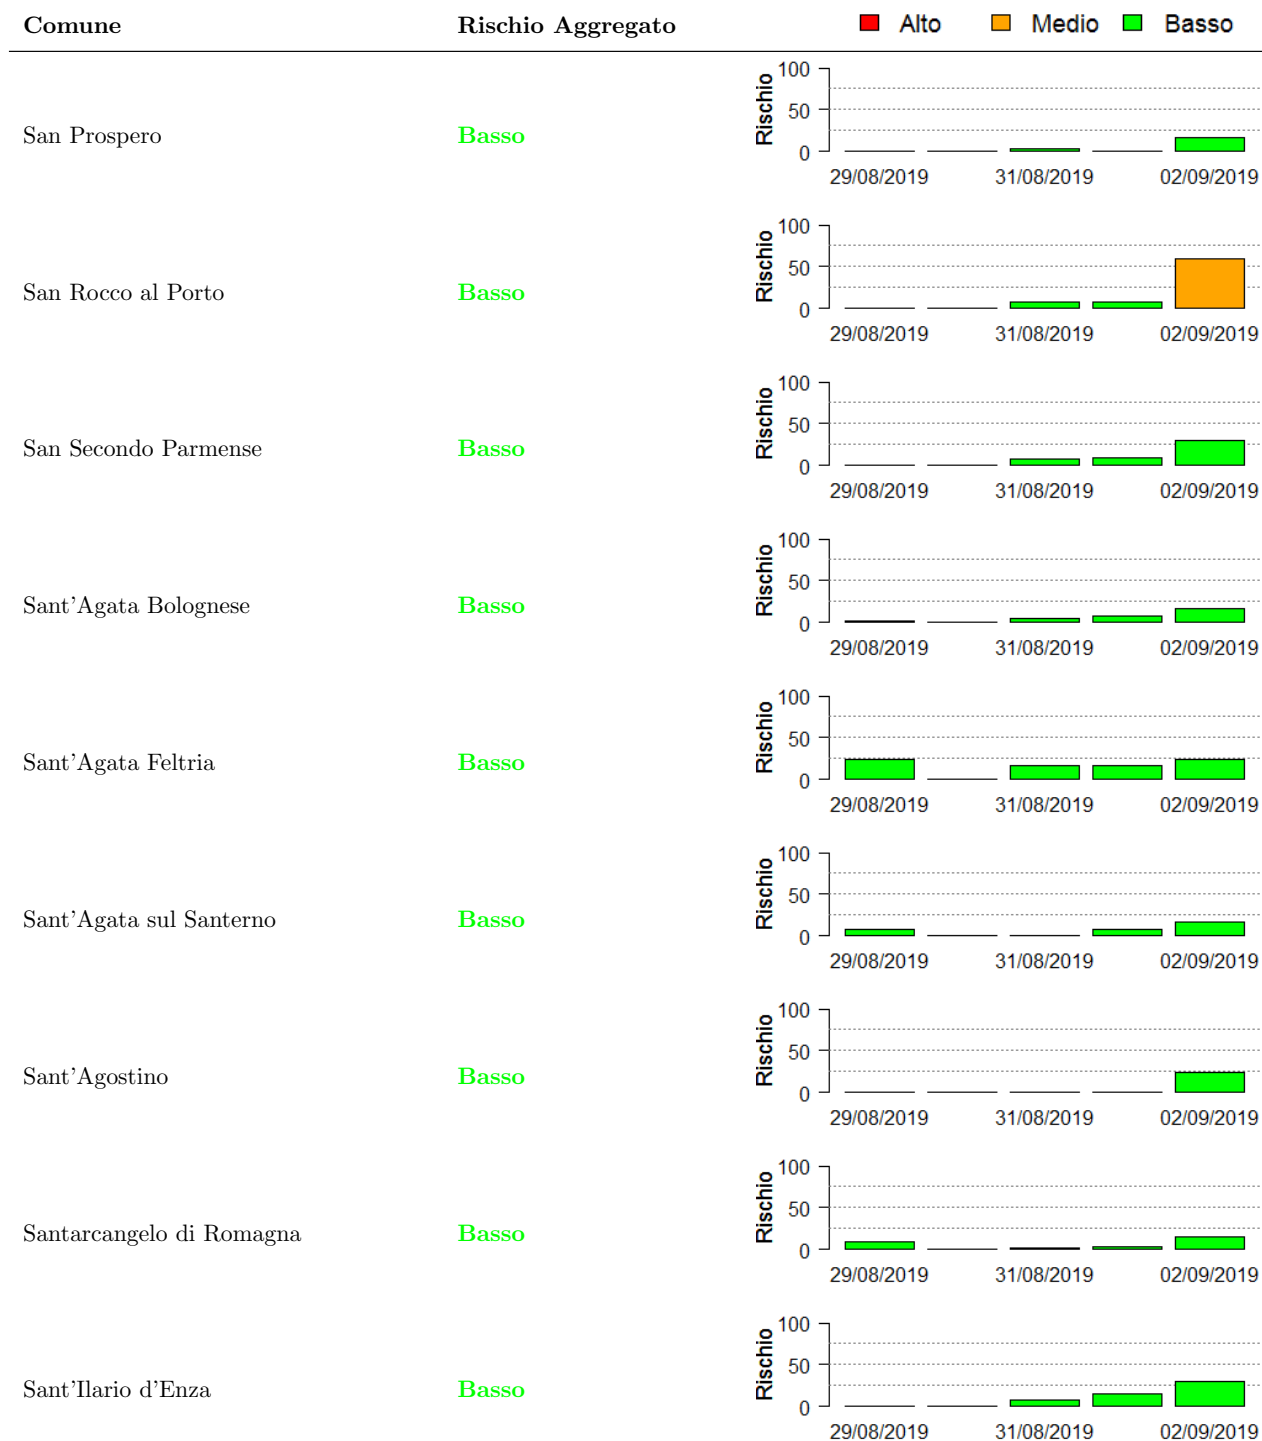 Comune Rischio Aggregato Alto Medio Basso
100
50
0
Rischio
San Prospero Basso
29/08/2019 31/08/2019 02/09/2019
100
50
0
Rischio
San Rocco al Porto Basso
29/08/2019 31/08/2019 02/09/2019
100
50
0
Rischio
San Secondo Parmense Basso
29/08/2019 31/08/2019 02/09/2019
100
50
0
Rischio
Sant'Agata Bolognese Basso
29/08/2019 31/08/2019 02/09/2019
100
50
0
Rischio
Sant'Agata Feltria Basso
29/08/2019 31/08/2019 02/09/2019
100
50
0
Rischio
Sant'Agata sul Santerno Basso
29/08/2019 31/08/2019 02/09/2019
100
50
0
Rischio
Sant'Agostino Basso
29/08/2019 31/08/2019 02/09/2019
100
50
0
Rischio
Santarcangelo di Romagna Basso
29/08/2019 31/08/2019 02/09/2019
100
50
0
Rischio
Sant'Ilario d'Enza Basso
29/08/2019 31/08/2019 02/09/2019